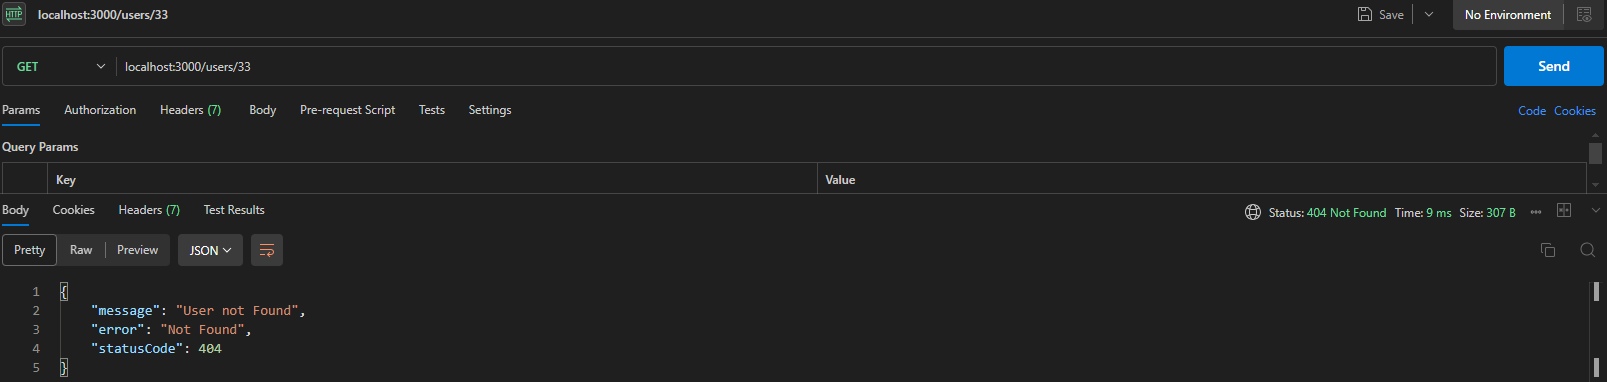 HTTP localhost:3000/users/33 Save No Environment
GET localhost:3000/users/33 Send
Params Authorization Headers (7) Body Pre-request Script Tests Settings Code Cookies
Query Params
Key Value
Body Cookies Headers (7) Test Results Status: 404 Not Found Time: 9 ms Size: 307 B
Pretty Raw Preview JSON
1 {
2 "message": "User not Found",
3 "error": "Not Found",
4 "statusCode": 404
5 }